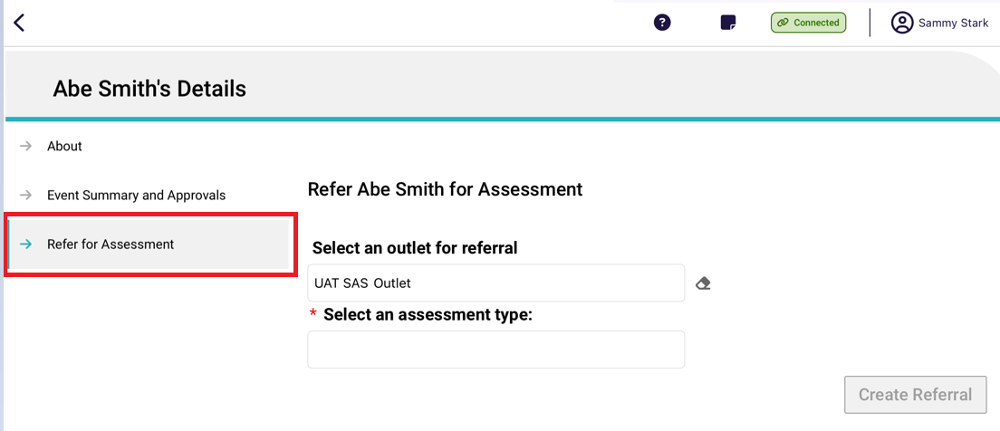 ? Connected Sammy Stark
Abe Smith's Details
About
Event Summary and Approvals
Refer for Assessment
Refer Abe Smith for Assessment
Select an outlet for referral
UAT SAS Outlet
* Select an assessment type:
Create Referral